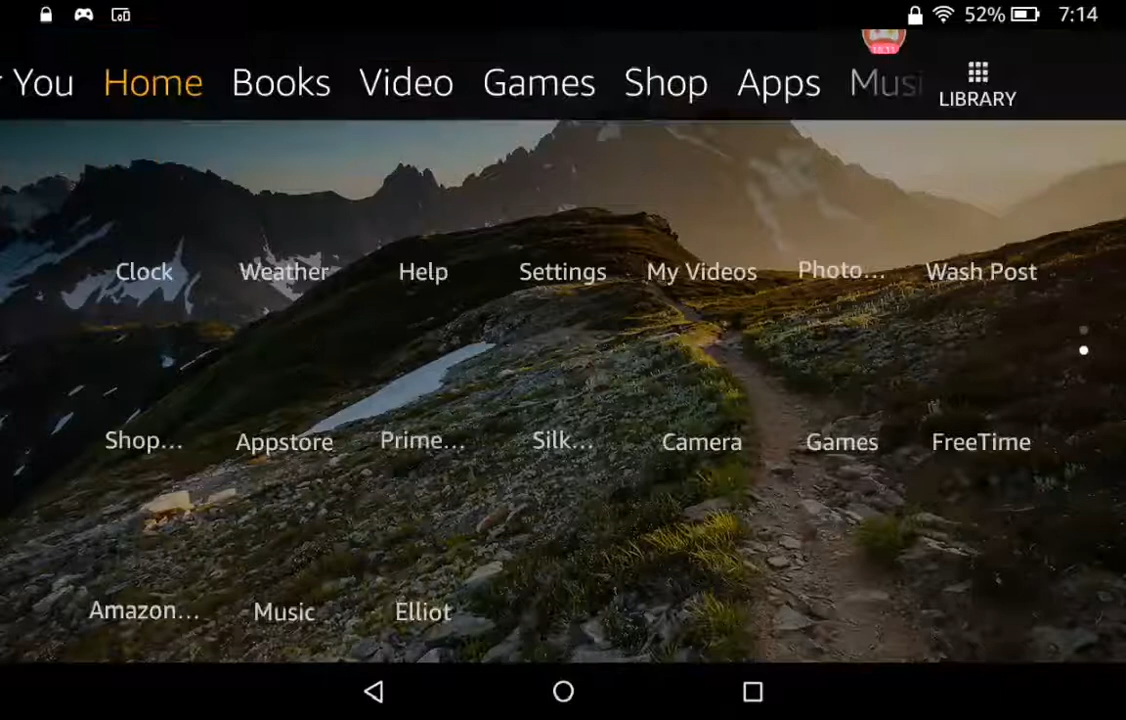 52% 7:14
r You Home Books Video Games Shop Apps Musi LIBRARY
Clock Weather Help Settings My Videos Photo... Wash Post
Shop... Appstore Prime... Silk... Camera Games FreeTime
Amazon... Music Elliot